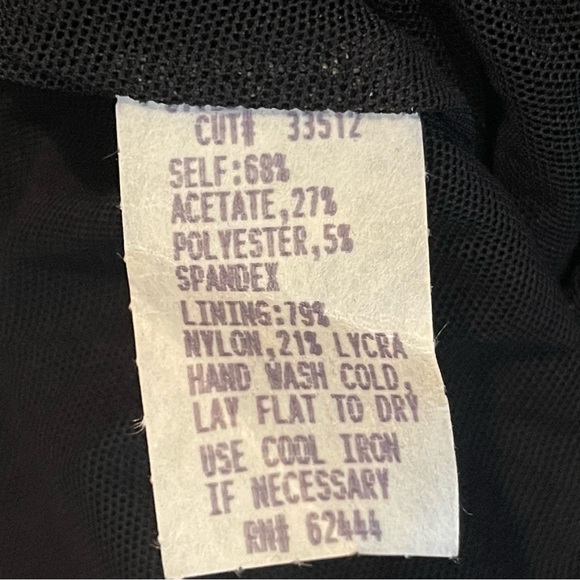 CUT# 33512
SELF:68%
ACETATE,27%
POLYESTER,5%
SPANDEX
LINING:79%
NYLON,21% LYCRA
HAND WASH COLD,
LAY FLAT TO DRY
USE COOL IRON
IF NECESSARY
RN# 62444